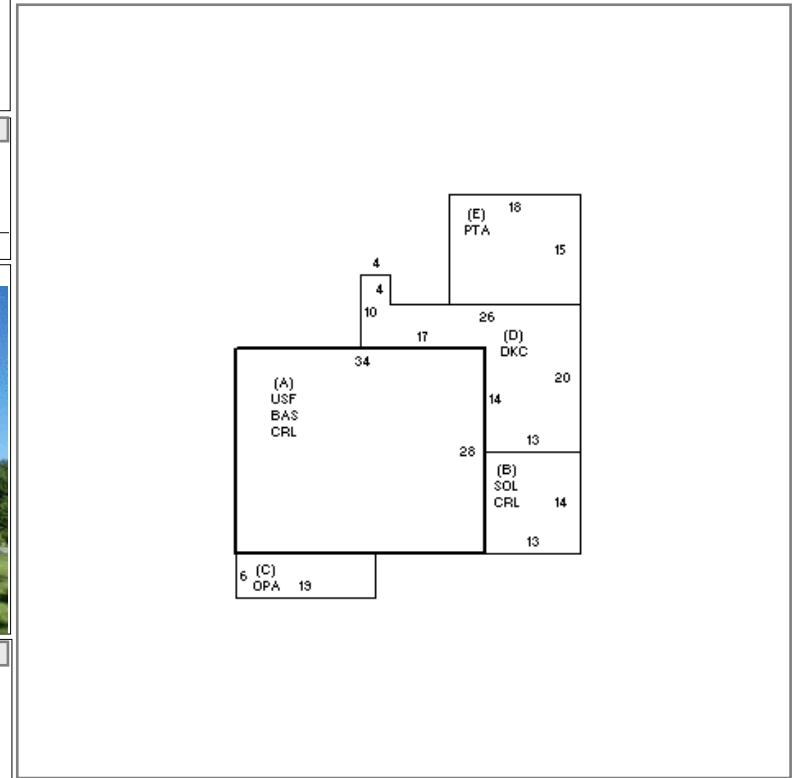 18
(E)
PTA
15
4
4
10
26
17
(D)
DKC
34
20
(A)
USF
BAS
CRL
14
13
28
(B)
SOL
CRL
14
13
(C)
6
OPA 19